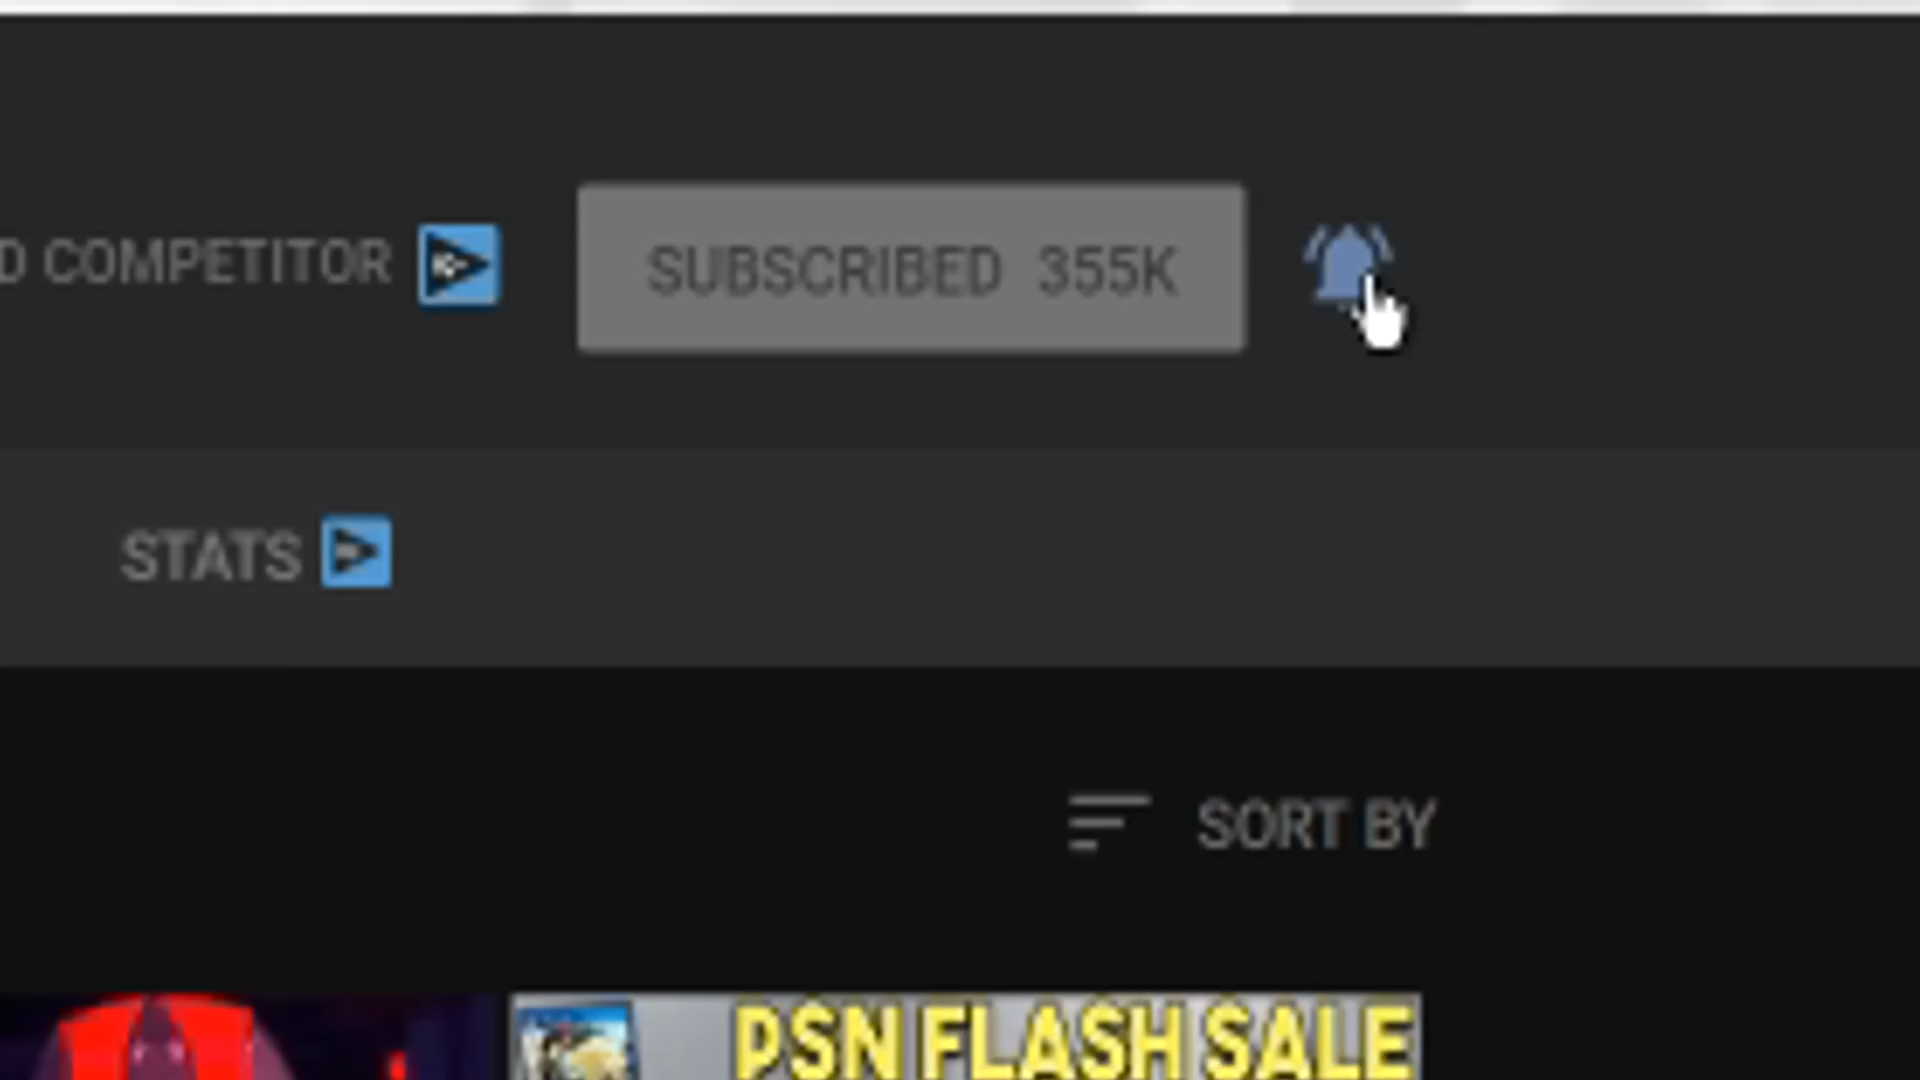 D COMPETITOR
SUBSCRIBED 355K
STATS
SORT BY
PSN FLASH SALE